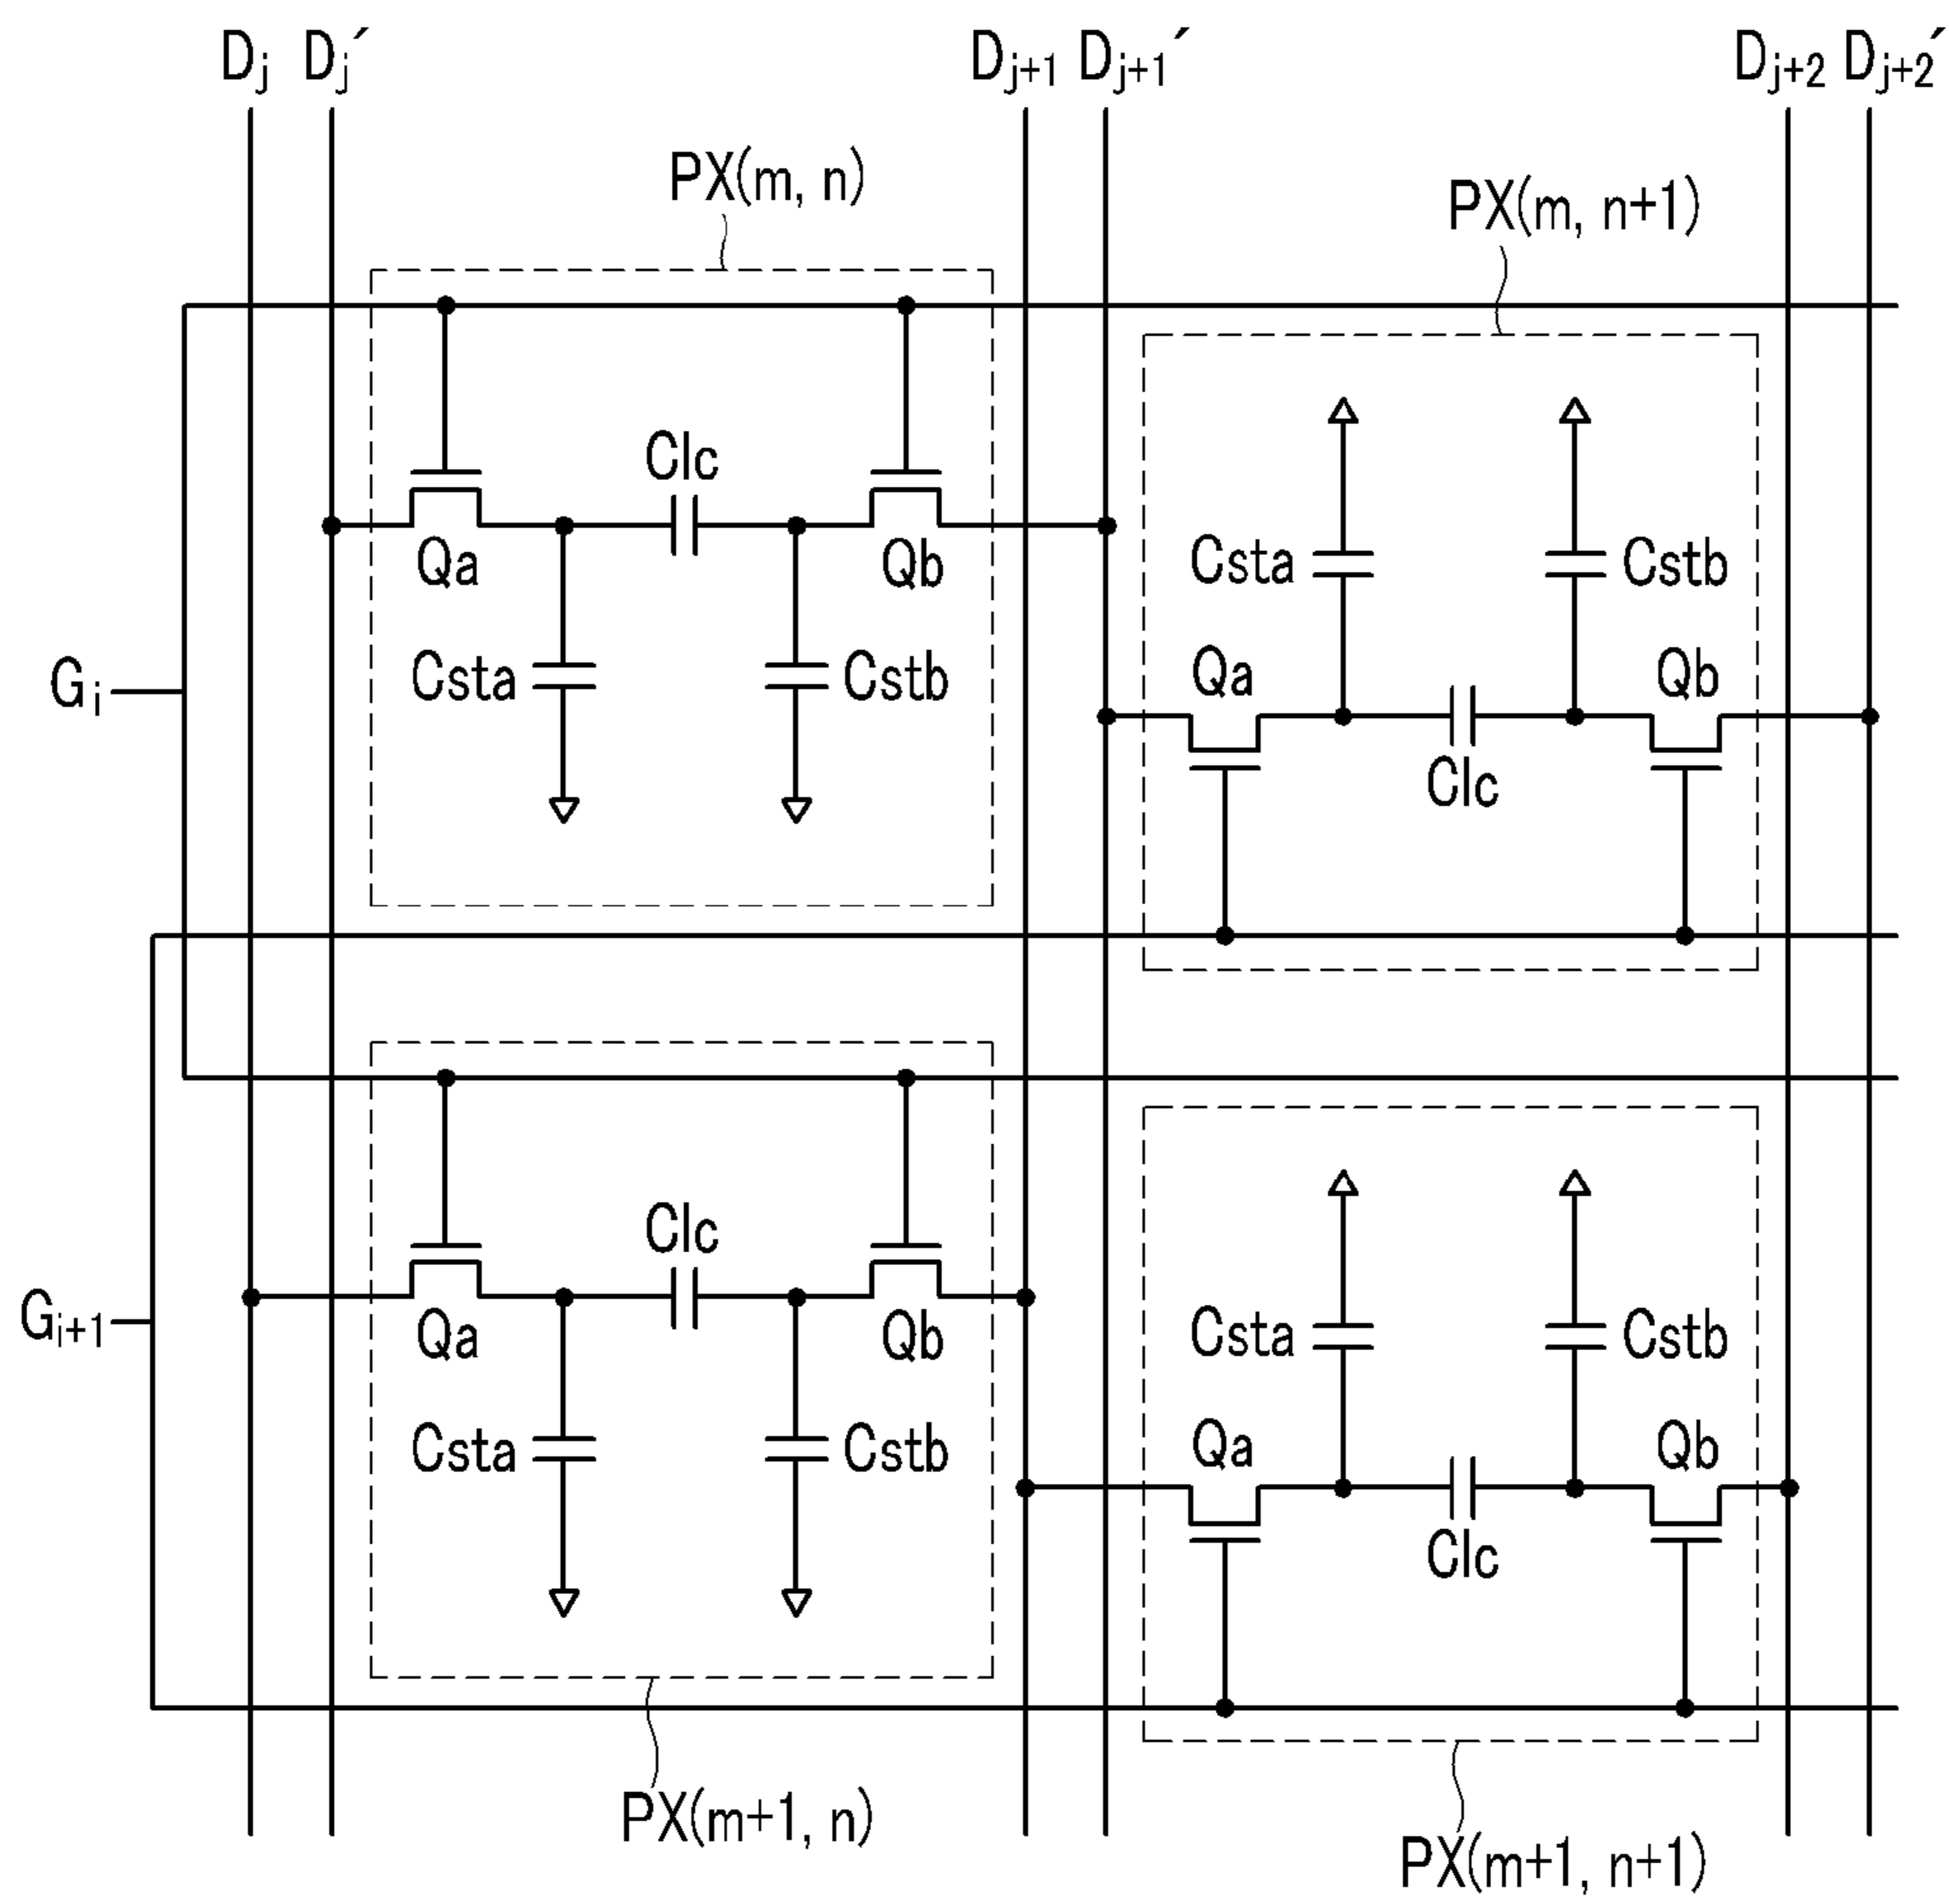 Dj Dj´ Dj+1 Dj+1´ Dj+2 Dj+2´
PX(m, n)
PX(m, n+1)
Clc
Qa Qb
Csta Cstb
Csta Cstb
Gi
Qa Qb
Clc
Clc
Gi+1
Qa Qb
Csta Cstb
Csta Cstb
Qa Qb
Clc
PX(m+1, n)
PX(m+1, n+1)